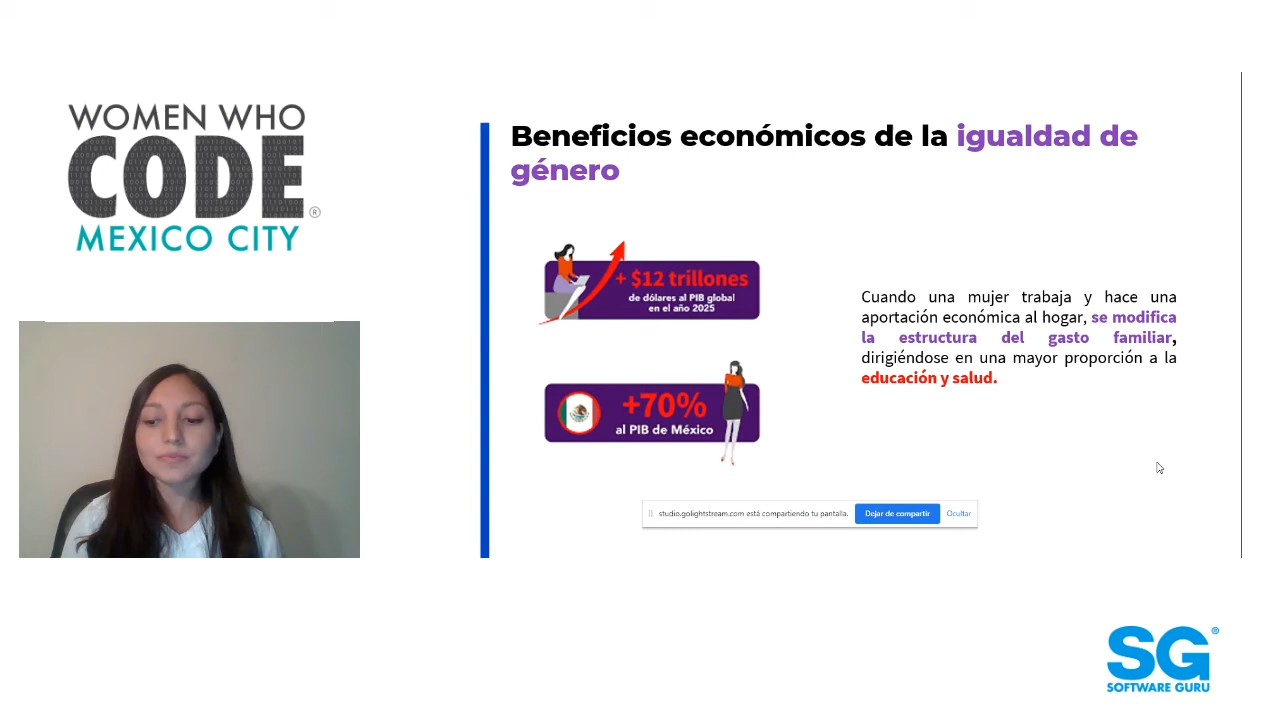 WOMEN WHO
CODE
®
MEXICO CITY
Beneficios económicos de la igualdad de
género
+ $12 trillones
de dólares al PIB global
en el año 2025
+70%
al PIB de México
Cuando una mujer trabaja y hace una
aportación económica al hogar, se modifica
la estructura del gasto familiar,
dirigiéndose en una mayor proporción a la
educación y salud.
studio.golightstream.com está compartiendo tu pantalla. Dejar de compartir Ocultar
SG®
SOFTWARE GURU